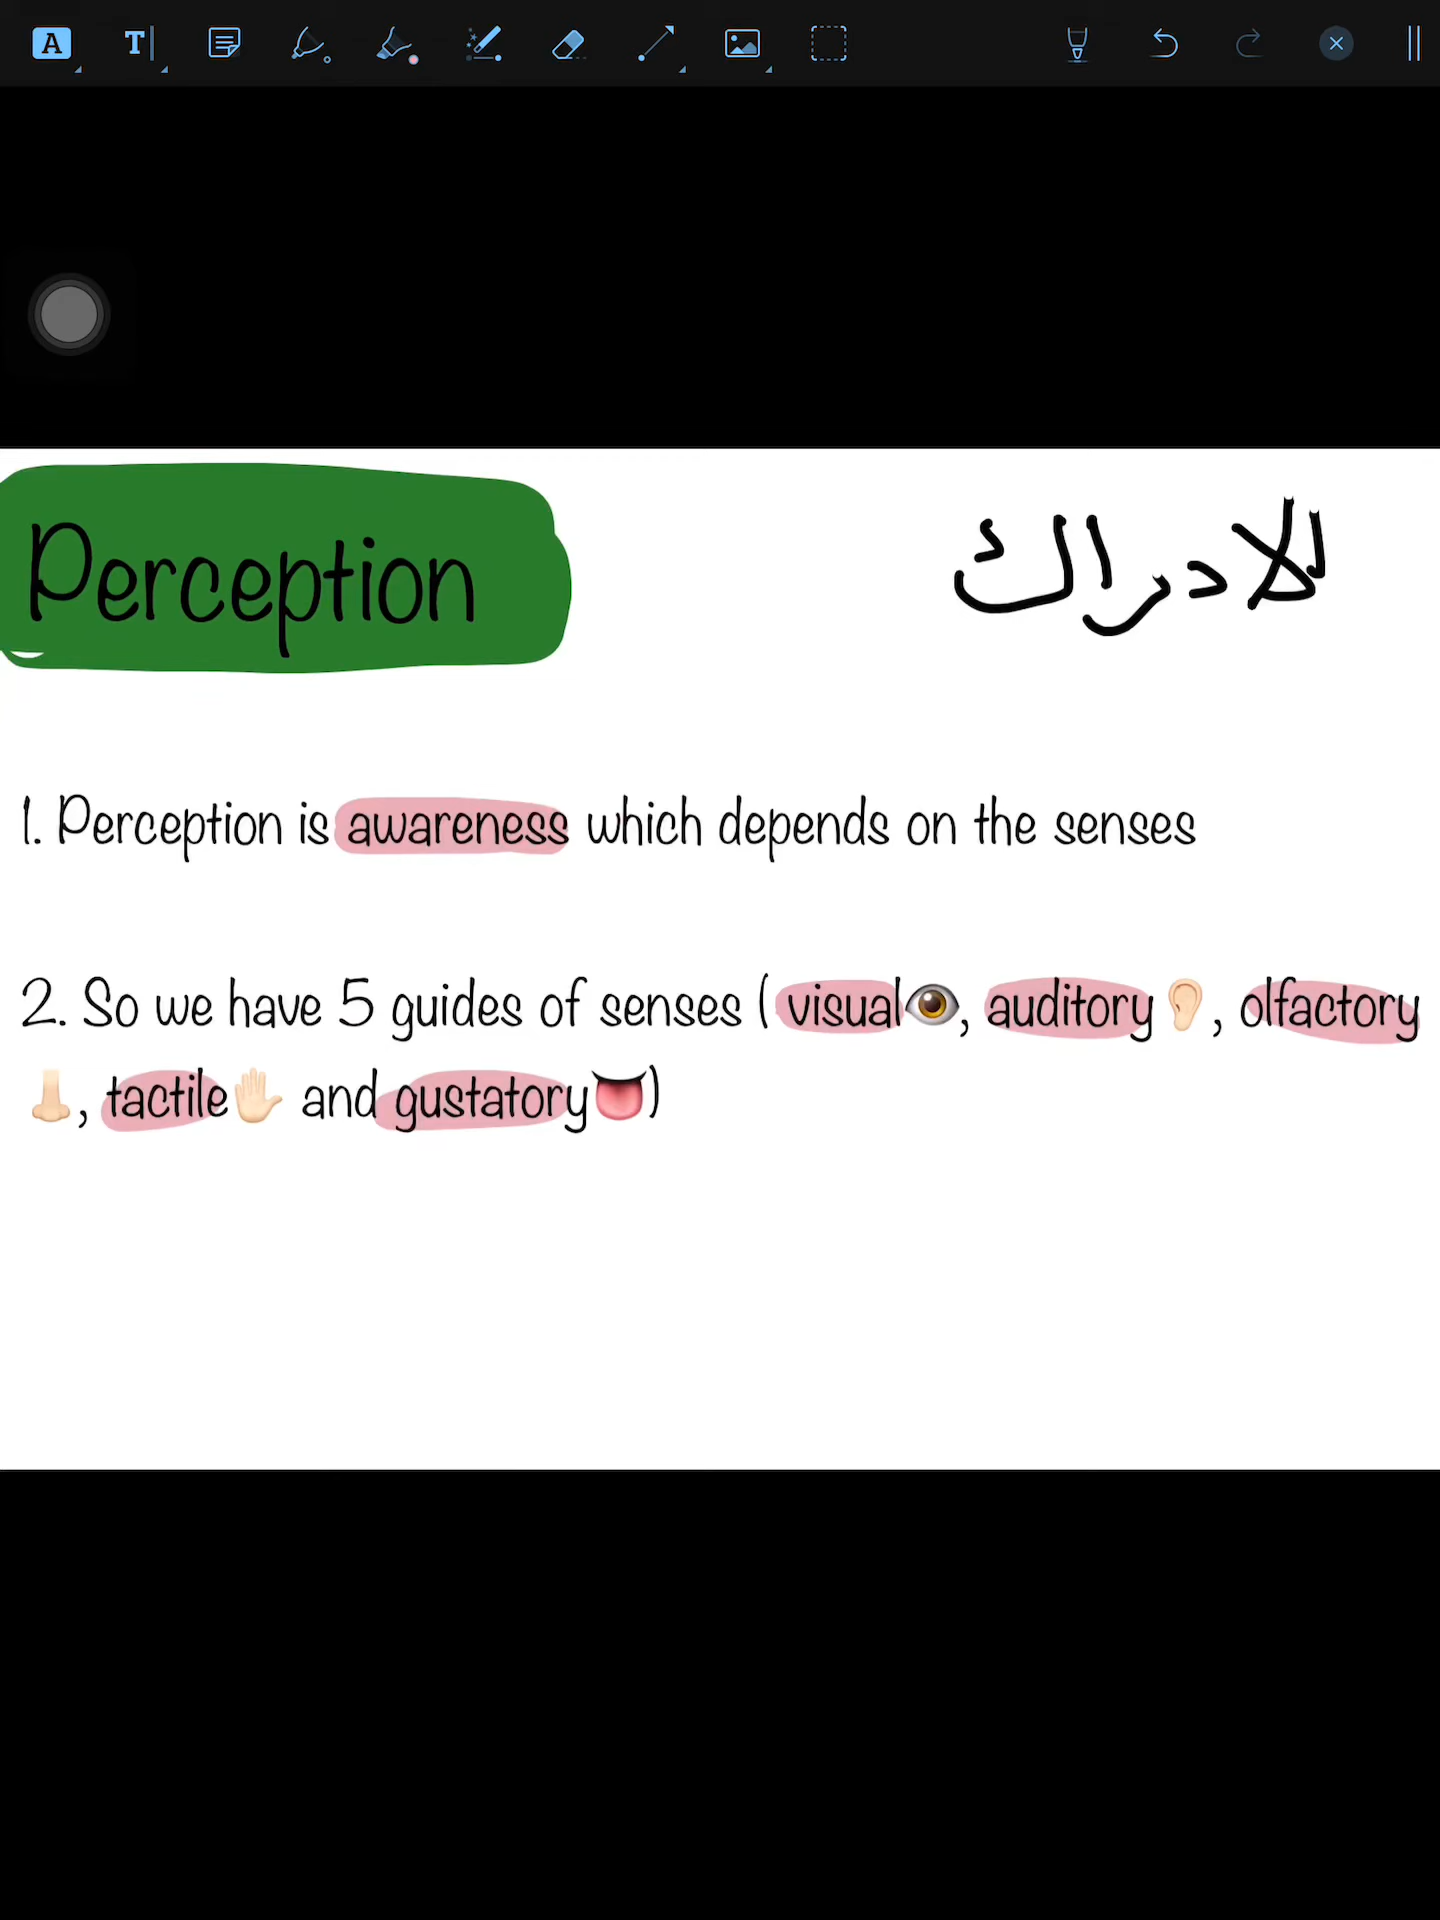 Perception
للادراك
1. Perception is awareness which depends on the senses
2. So we have 5 guides of senses ( visual👁️, auditory👂🏻, olfactory
👃🏻, tactile🤚🏻 and gustatory👅)